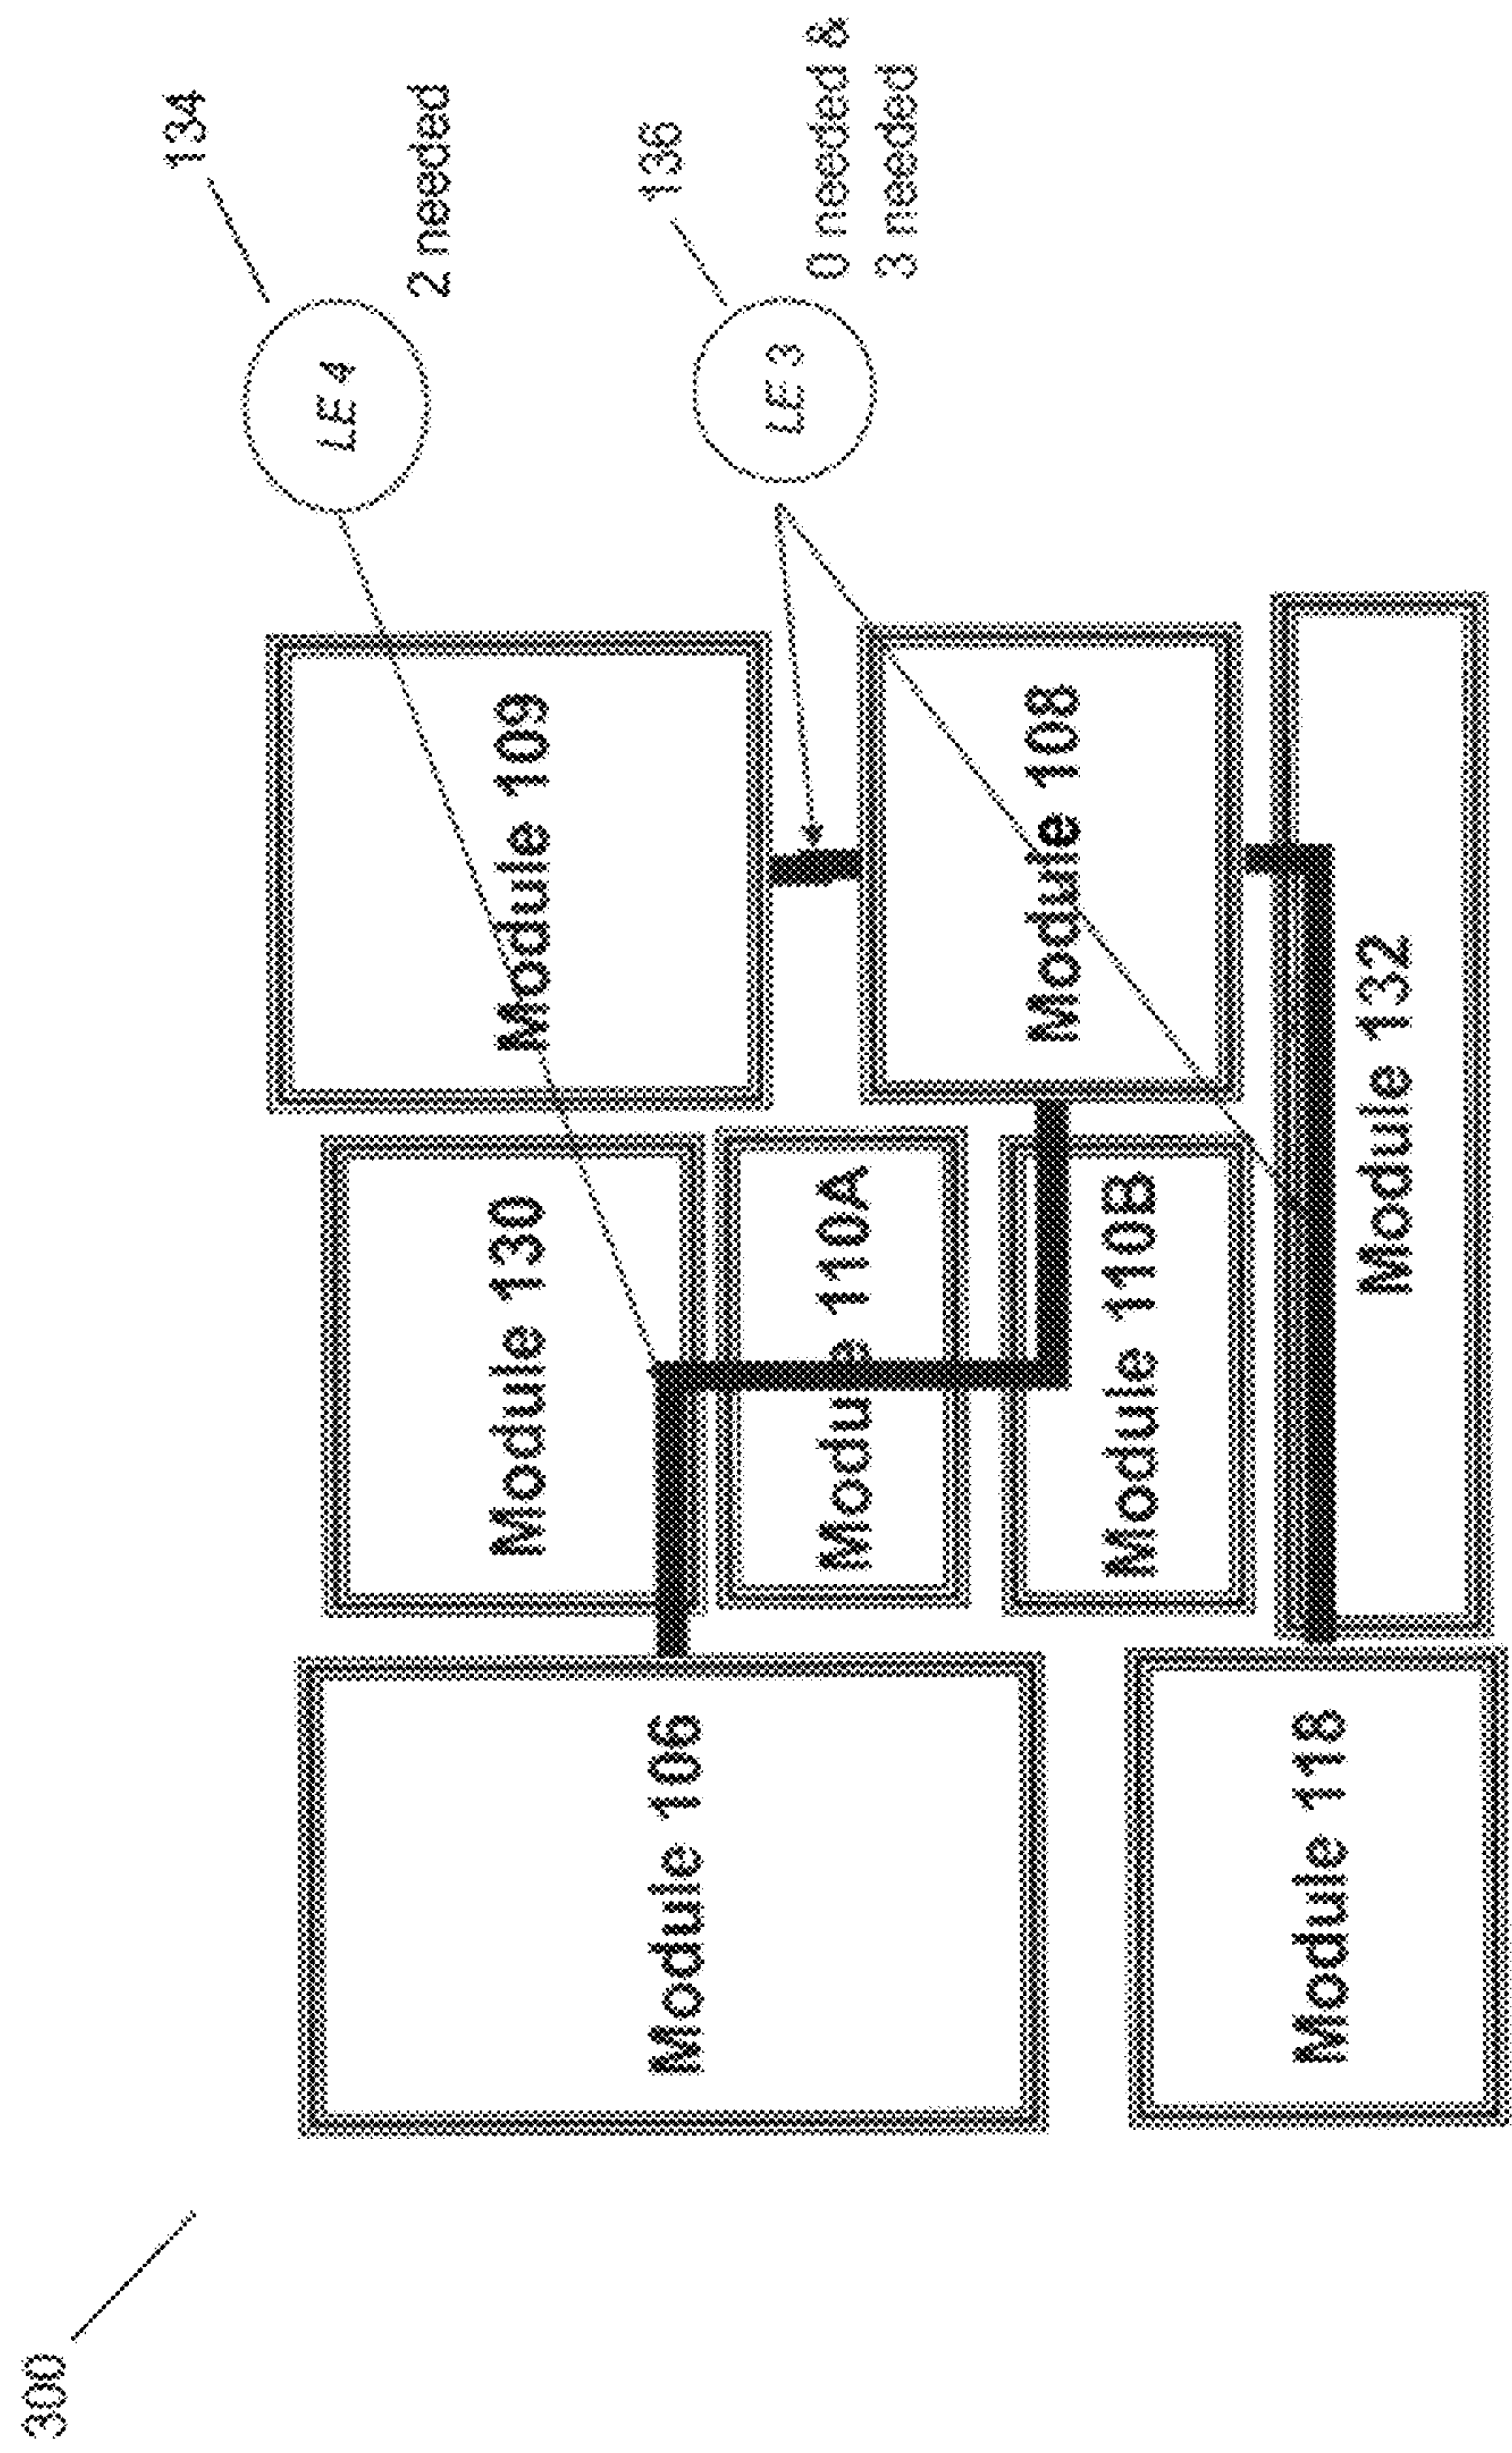 300
Module 106
Module 130
Module 109
LE 4
134
2 needed
Module 110A
LE 3
136
0 needed &
3 needed
Module 110B
Module 108
Module 118
Module 132